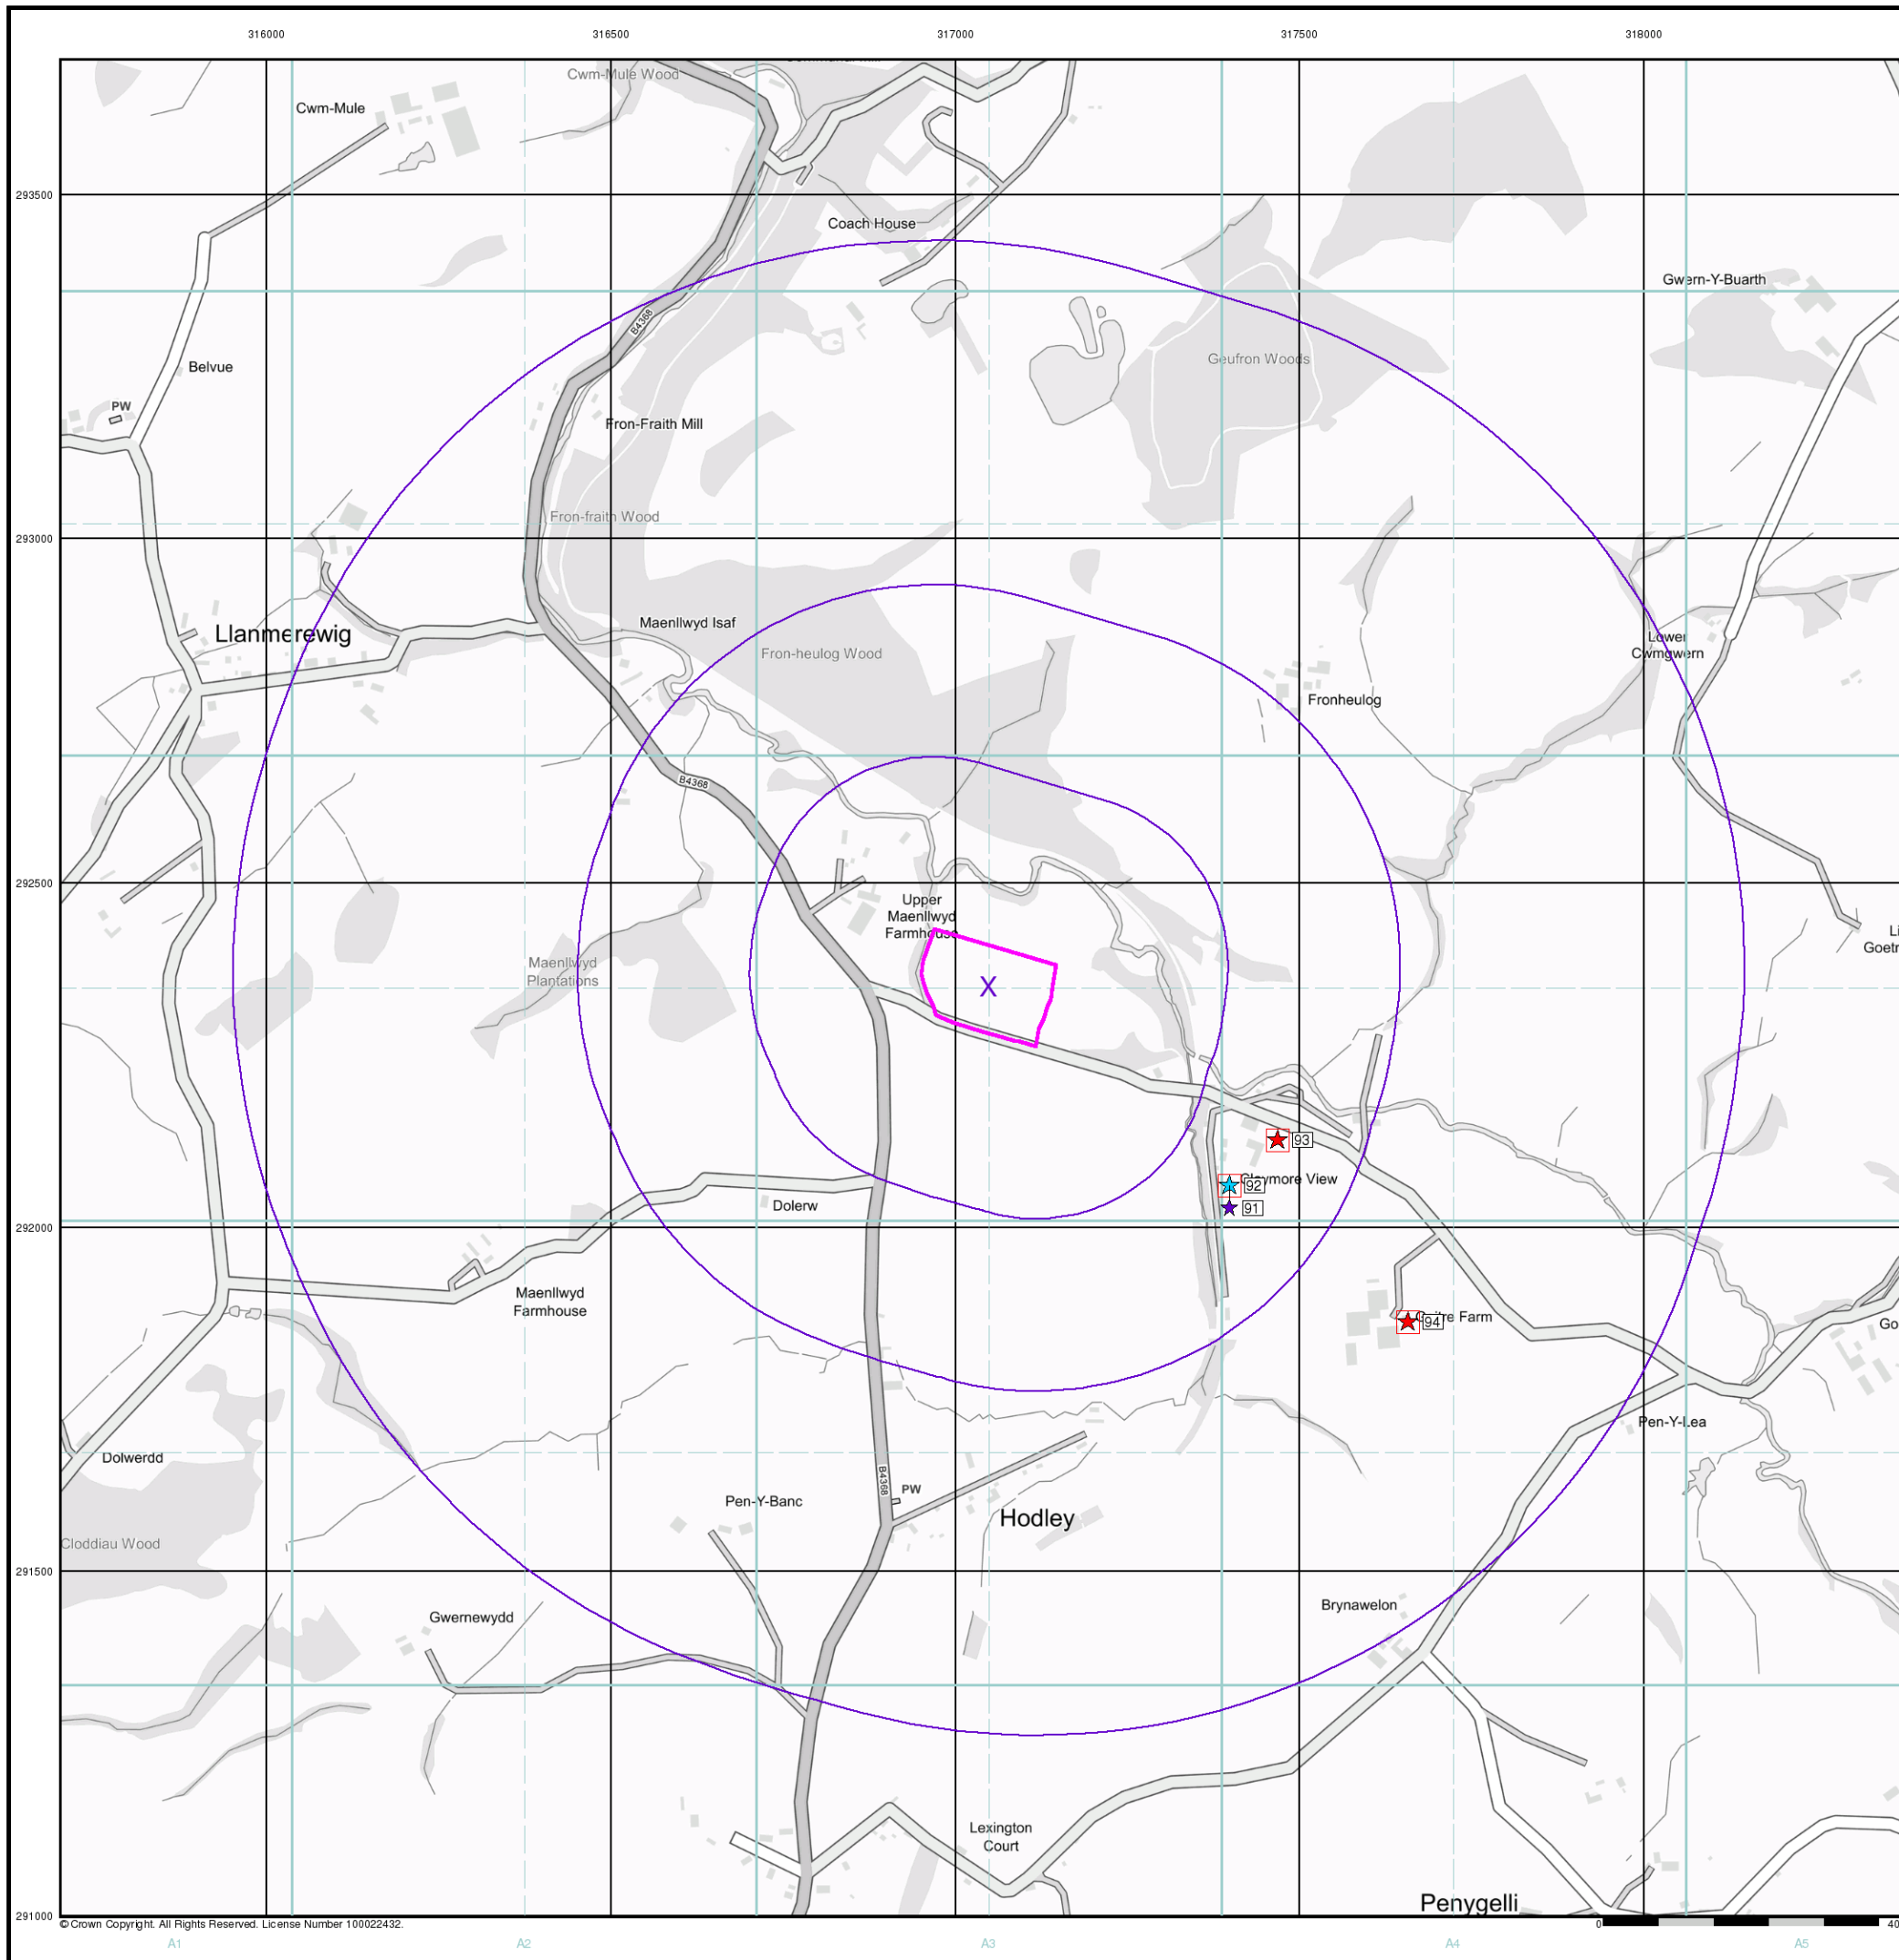 316000 316500 317000 317500 318000
Cwm-Mule Wood
Cwm-Mule
293500
Coach House
Gwern-Y-Buarth
B4368
Geufron Woods
Belvue
PW
Fron-Fraith Mill
Fron-fraith Wood
293000
Maenllwyd Isaf
Llanmerewig
Lower
Cwmgwern
Fron-heulog Wood
Fronheulog
B4368
292500
Upper
Maenllwyd
Farmhouse
Maenllwyd
Plantations
X
93
92
91
Dolerw
292000
Maenllwyd
Farmhouse
94
Pen-Y-Lea
Dolwerdd
B4368
PW
Pen-Y-Banc
Hodley
Cloddiau Wood
291500
Brynawelon
Gwernewydd
Lexington
Court
Penygelli
291000
© Crown Copyright. All Rights Reserved. License Number 100022432.
0
A1 A2 A3 A4 A5